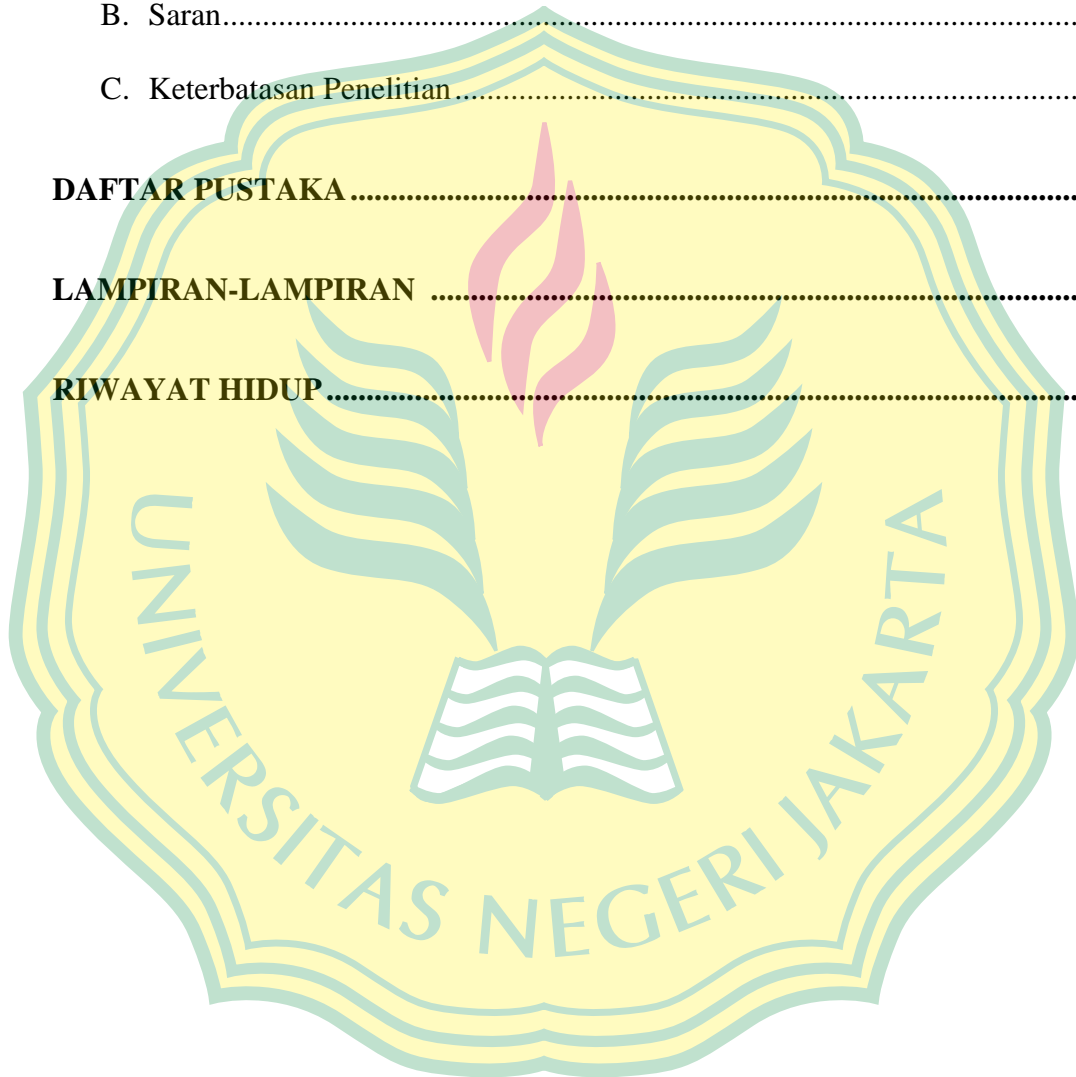 B. Saran........................................................................................................
C. Keterbatasan Penelitian..............................................................................
DAFTAR PUSTAKA.......................................................................................
LAMPIRAN-LAMPIRAN ................................................................................
RIWAYAT HIDUP..........................................................................................
UNIVERSITAS NEGERI JAKARTA